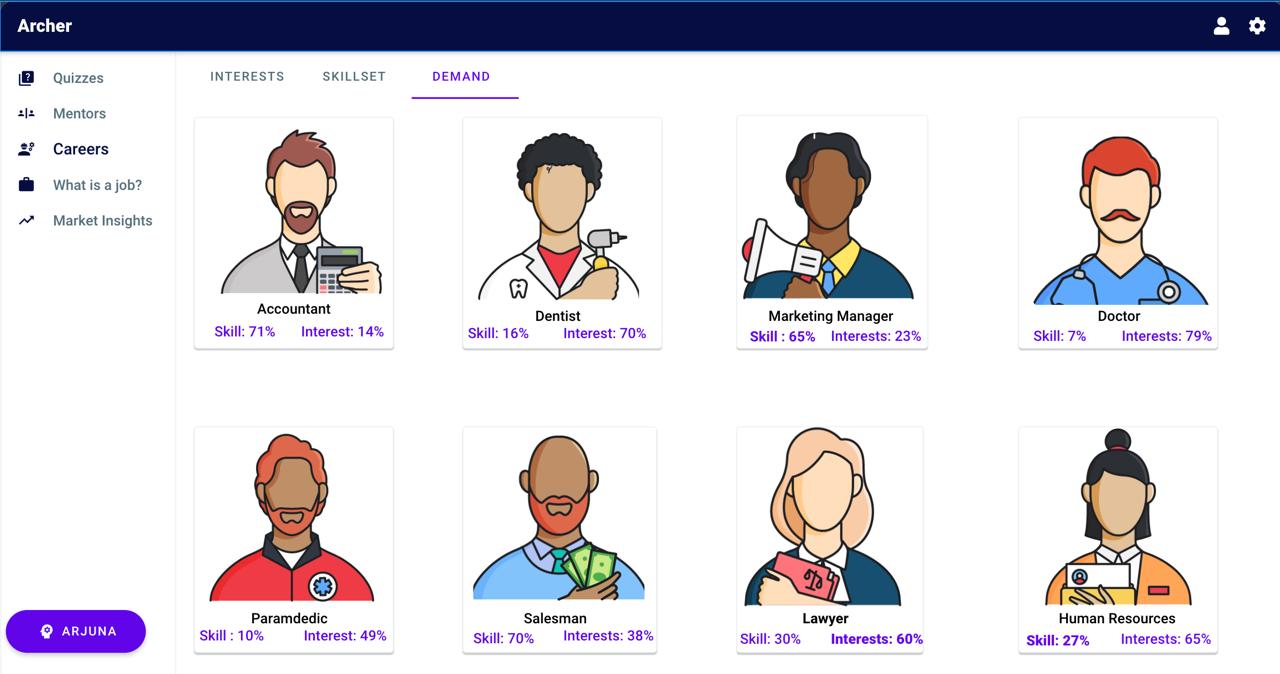 Archer
Quizzes
Mentors
Careers
What is a job?
Market Insights
ARJUNA
INTERESTS SKILLSET DEMAND
Accountant
Skill: 71% Interest: 14%
Dentist
Skill: 16% Interest: 70%
Marketing Manager
Skill : 65% Interests: 23%
Doctor
Skill: 7% Interests: 79%
Paramdedic
Skill : 10% Interest: 49%
Salesman
Skill: 70% Interests: 38%
Lawyer
Skill: 30% Interests: 60%
Human Resources
Skill: 27% Interests: 65%